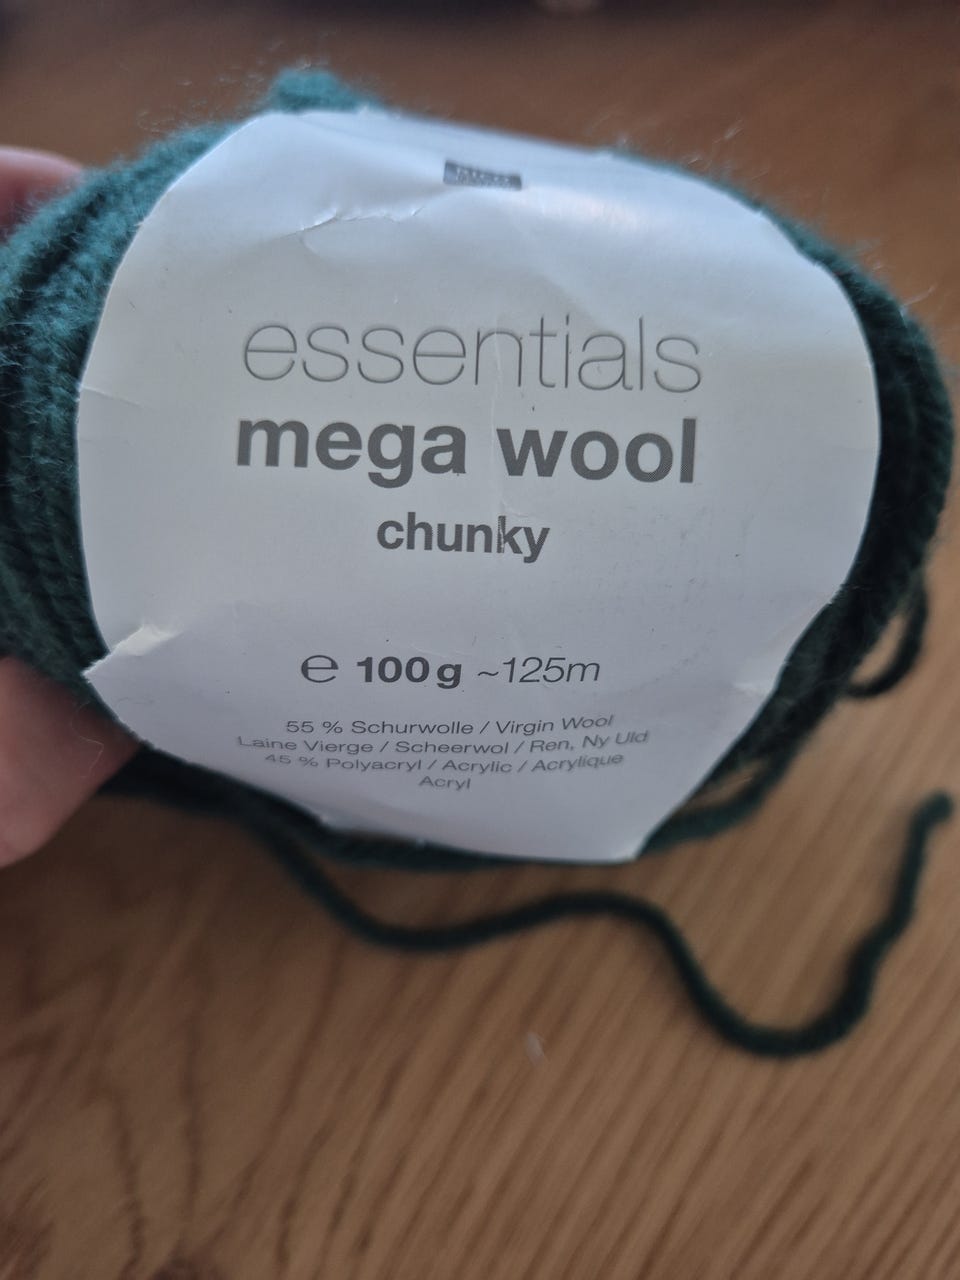 essentials
mega wool
chunky
e 100 g ~125m
55 % Schurwolle / Virgin Wool
Laine Vierge / Scheerwol / Ren, Ny Uld
45 % Polyacryl / Acrylic / Acrylique
Acryl